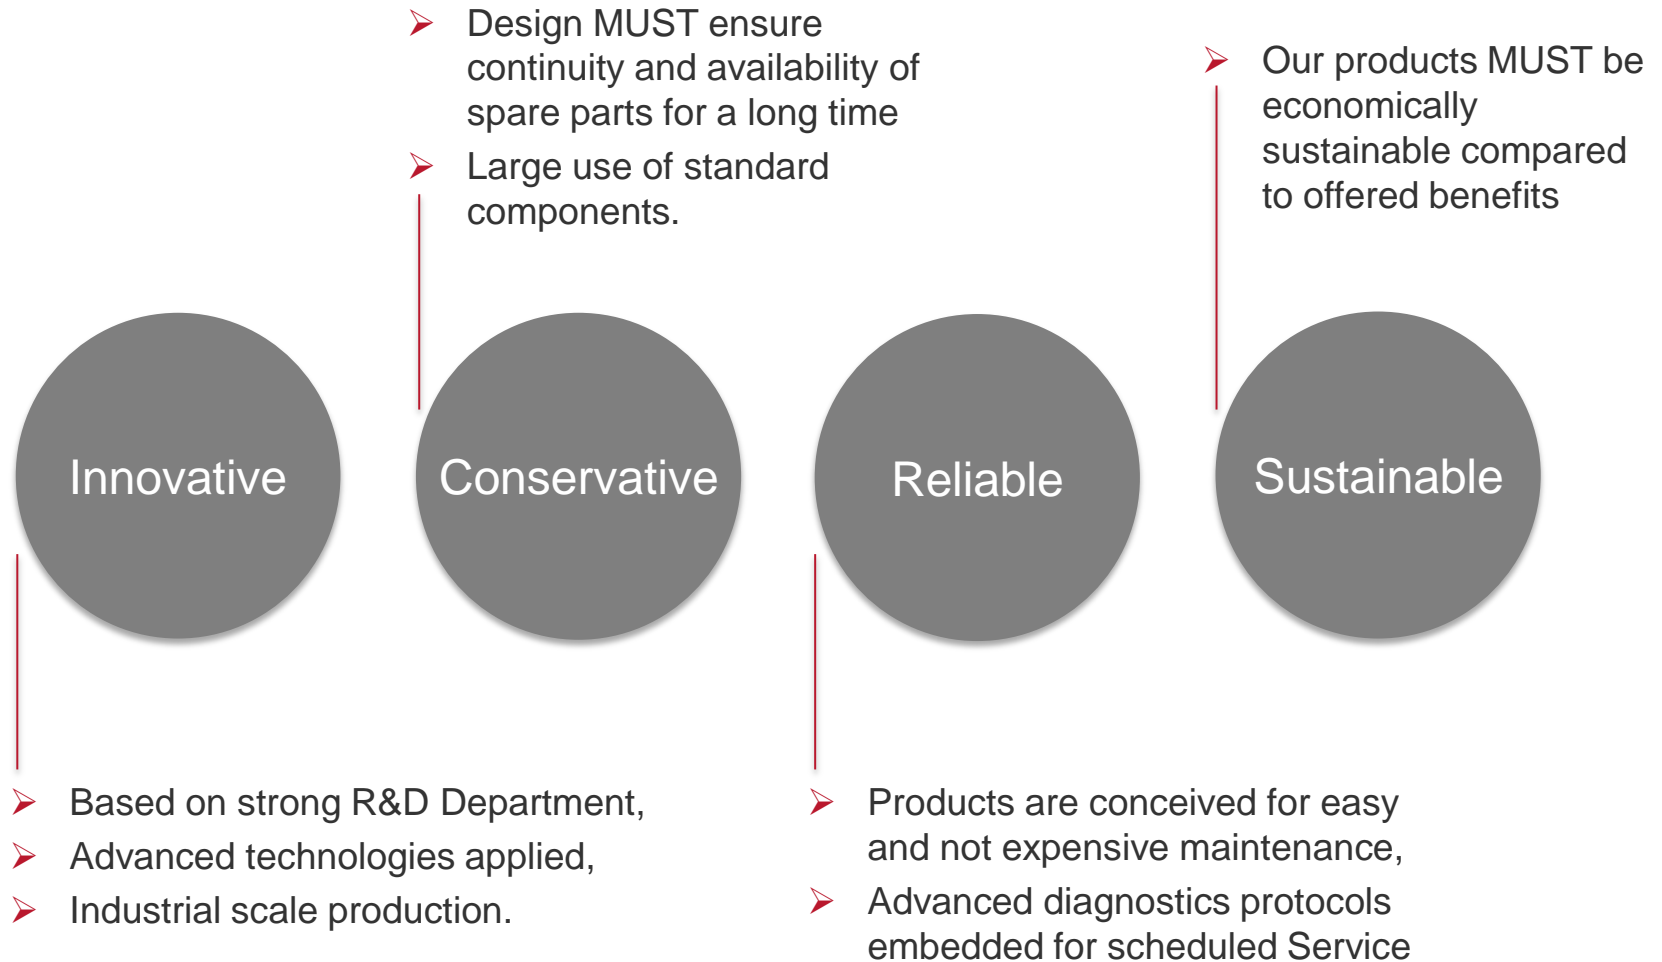 Design MUST ensure
continuity and availability of
spare parts for a long time
Large use of standard
components.
Our products MUST be
economically
sustainable compared
to offered benefits
Innovative
Conservative
Reliable
Sustainable
Based on strong R&D Department,
Advanced technologies applied,
Industrial scale production.
Products are conceived for easy
and not expensive maintenance,
Advanced diagnostics protocols
embedded for scheduled Service